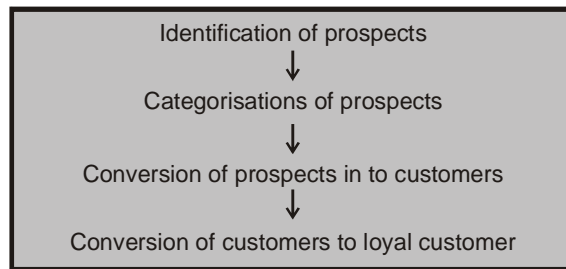 Identification of prospects
Categorisations of prospects
Conversion of prospects in to customers
Conversion of customers to loyal customer